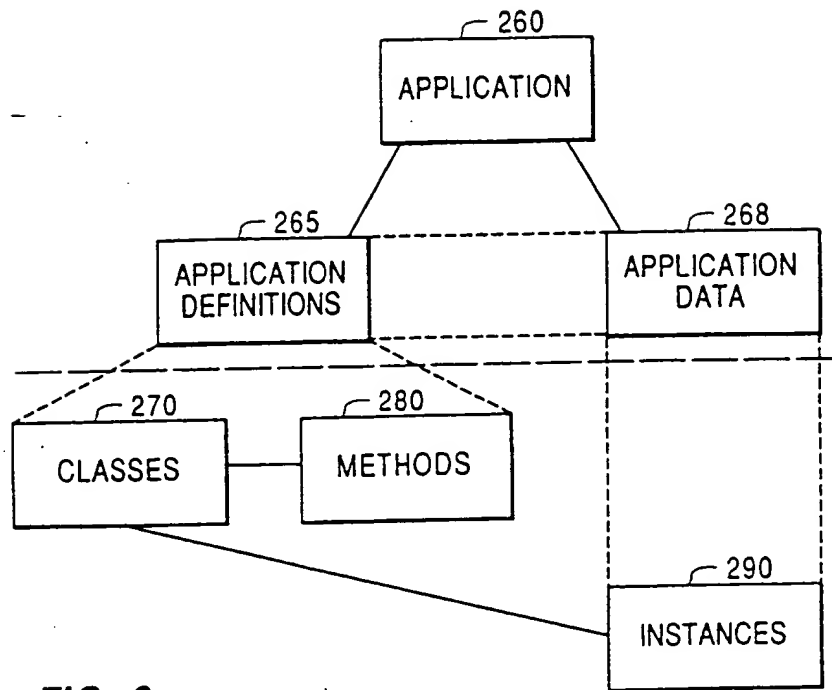 260
APPLICATION
265
APPLICATION
DEFINITIONS
268
APPLICATION
DATA
270
CLASSES
280
METHODS
290
INSTANCES